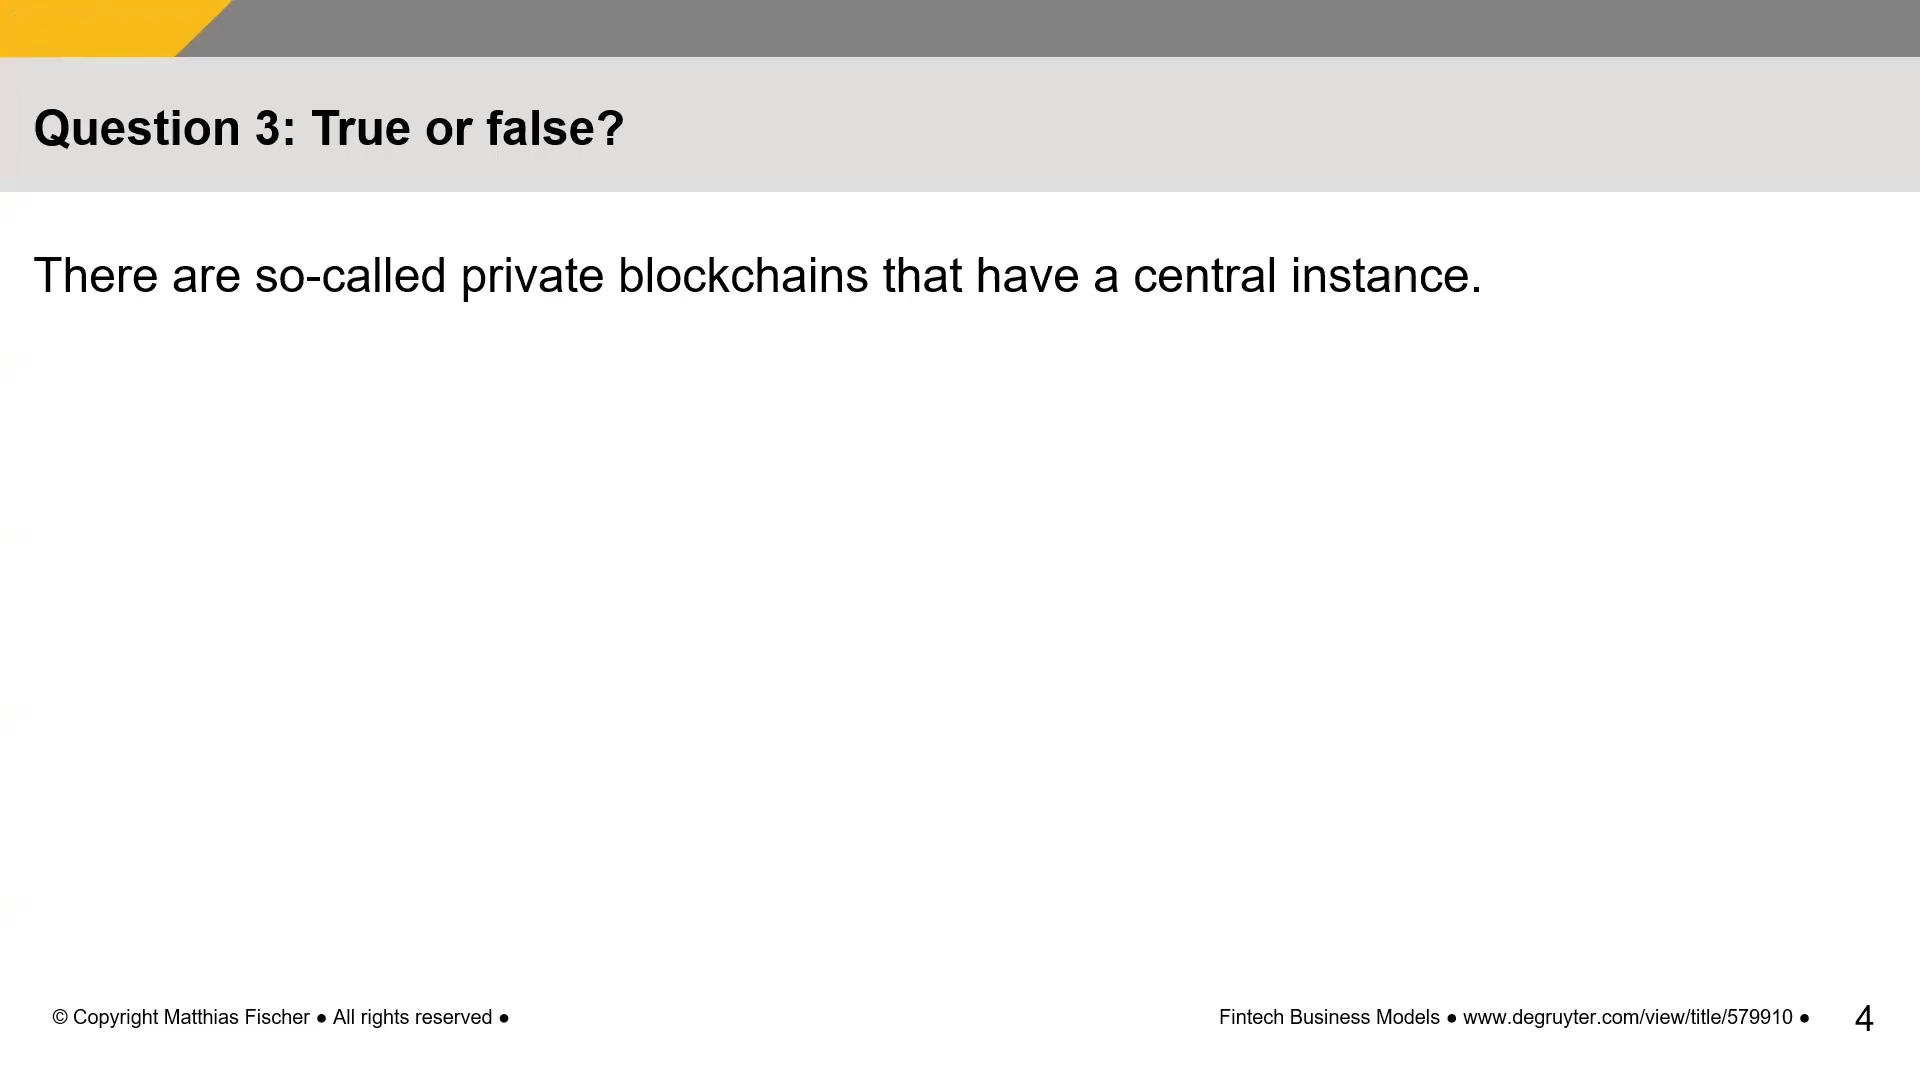 Question 3: True or false?
There are so-called private blockchains that have a central instance.
© Copyright Matthias Fischer ● All rights reserved ●
Fintech Business Models ● www.degruyter.com/view/title/579910 ●
4